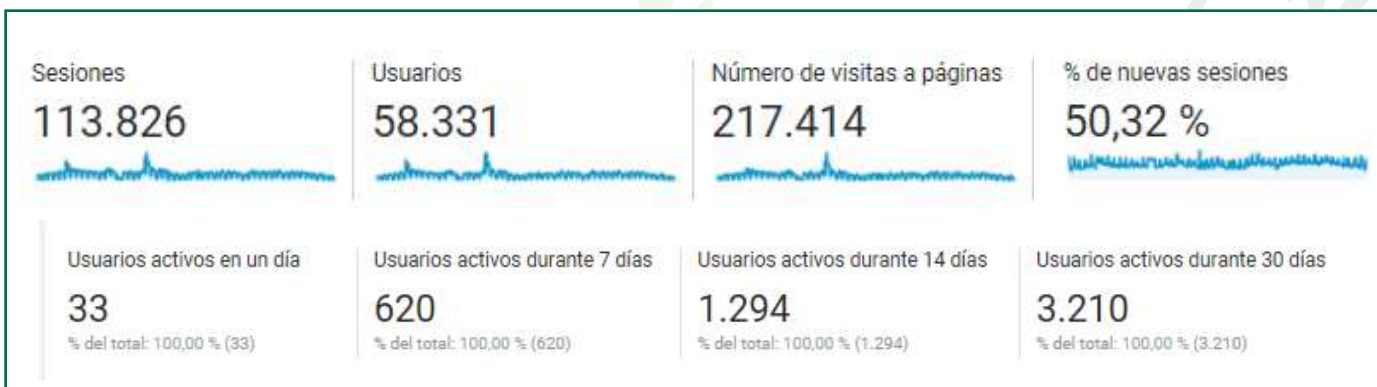 Sesiones
113.826
Usuarios
58.331
Número de visitas a páginas
217.414
% de nuevas sesiones
50,32 %
Usuarios activos en un día
33
% del total: 100,00 % (33)
Usuarios activos durante 7 días
620
% del total: 100,00 % (620)
Usuarios activos durante 14 días
1.294
% del total: 100,00 % (1.294)
Usuarios activos durante 30 días
3.210
% del total: 100,00 % (3.210)